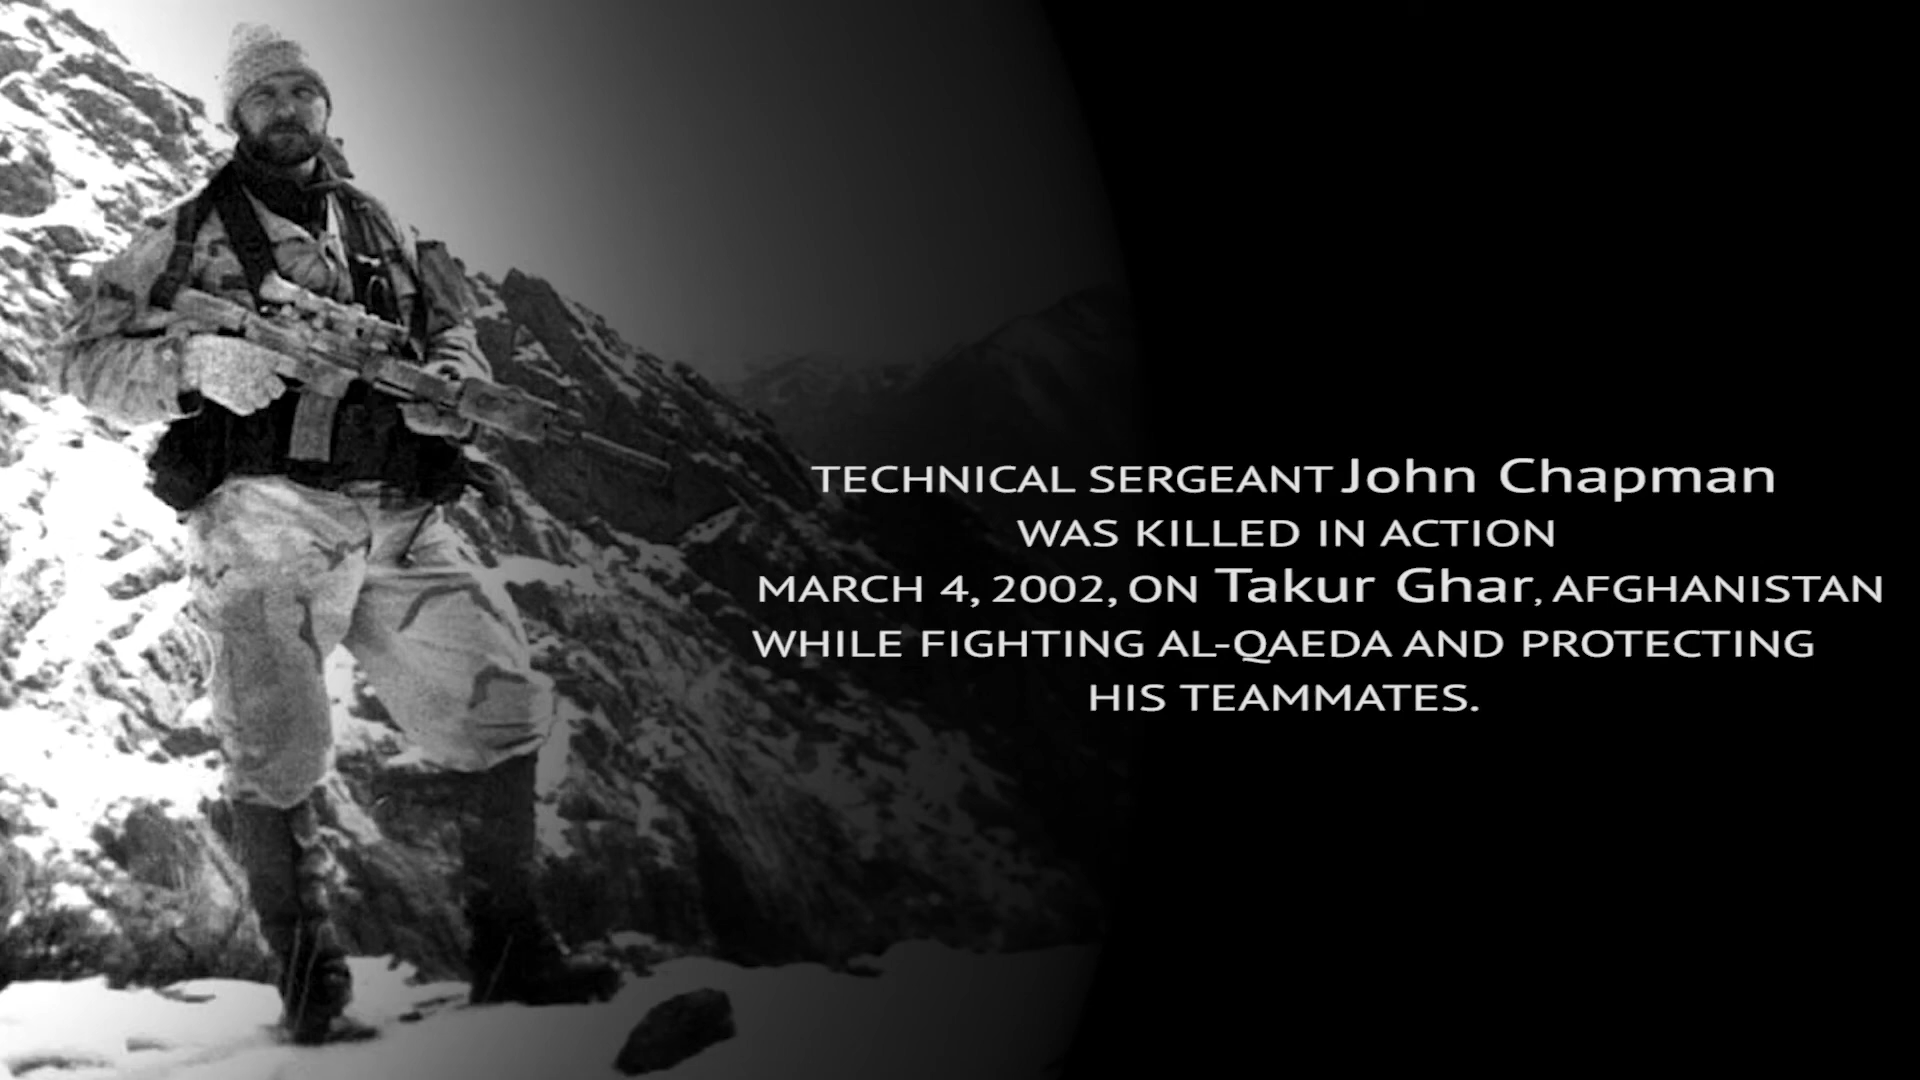 TECHNICAL SERGEANT John Chapman
WAS KILLED IN ACTION
MARCH 4, 2002, ON Takur Ghar, AFGHANISTAN
WHILE FIGHTING AL-QAEDA AND PROTECTING
HIS TEAMMATES.